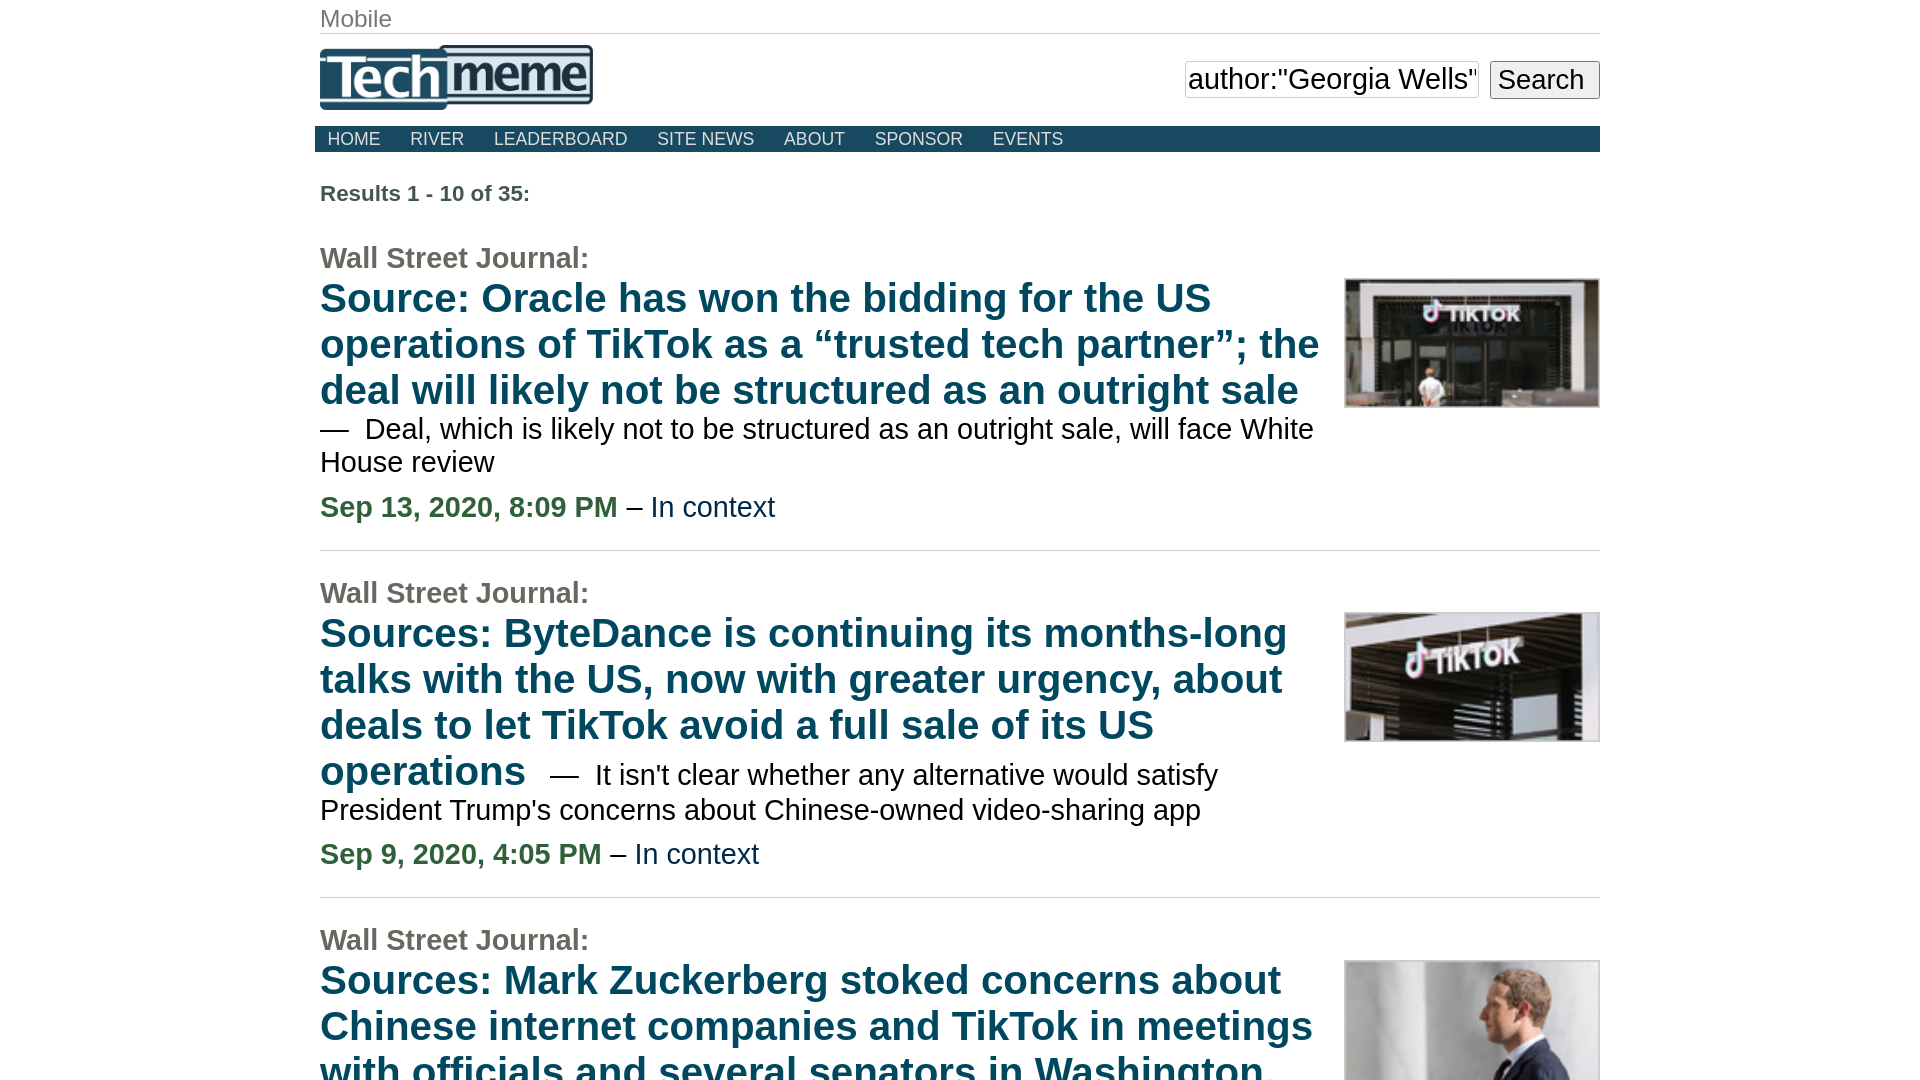 Mobile
Techmeme
author:"Georgia Wells"
Search
HOME RIVER LEADERBOARD SITE NEWS ABOUT SPONSOR EVENTS
Results 1 - 10 of 35:
Wall Street Journal:
Source: Oracle has won the bidding for the US
operations of TikTok as a “trusted tech partner”; the
deal will likely not be structured as an outright sale
— Deal, which is likely not to be structured as an outright sale, will face White
House review
Sep 13, 2020, 8:09 PM – In context
TIKTOK
Wall Street Journal:
Sources: ByteDance is continuing its months-long
talks with the US, now with greater urgency, about
deals to let TikTok avoid a full sale of its US
operations — It isn't clear whether any alternative would satisfy
President Trump's concerns about Chinese-owned video-sharing app
Sep 9, 2020, 4:05 PM – In context
TIKTOK
Wall Street Journal:
Sources: Mark Zuckerberg stoked concerns about
Chinese internet companies and TikTok in meetings
with officials and several senators in Washington,